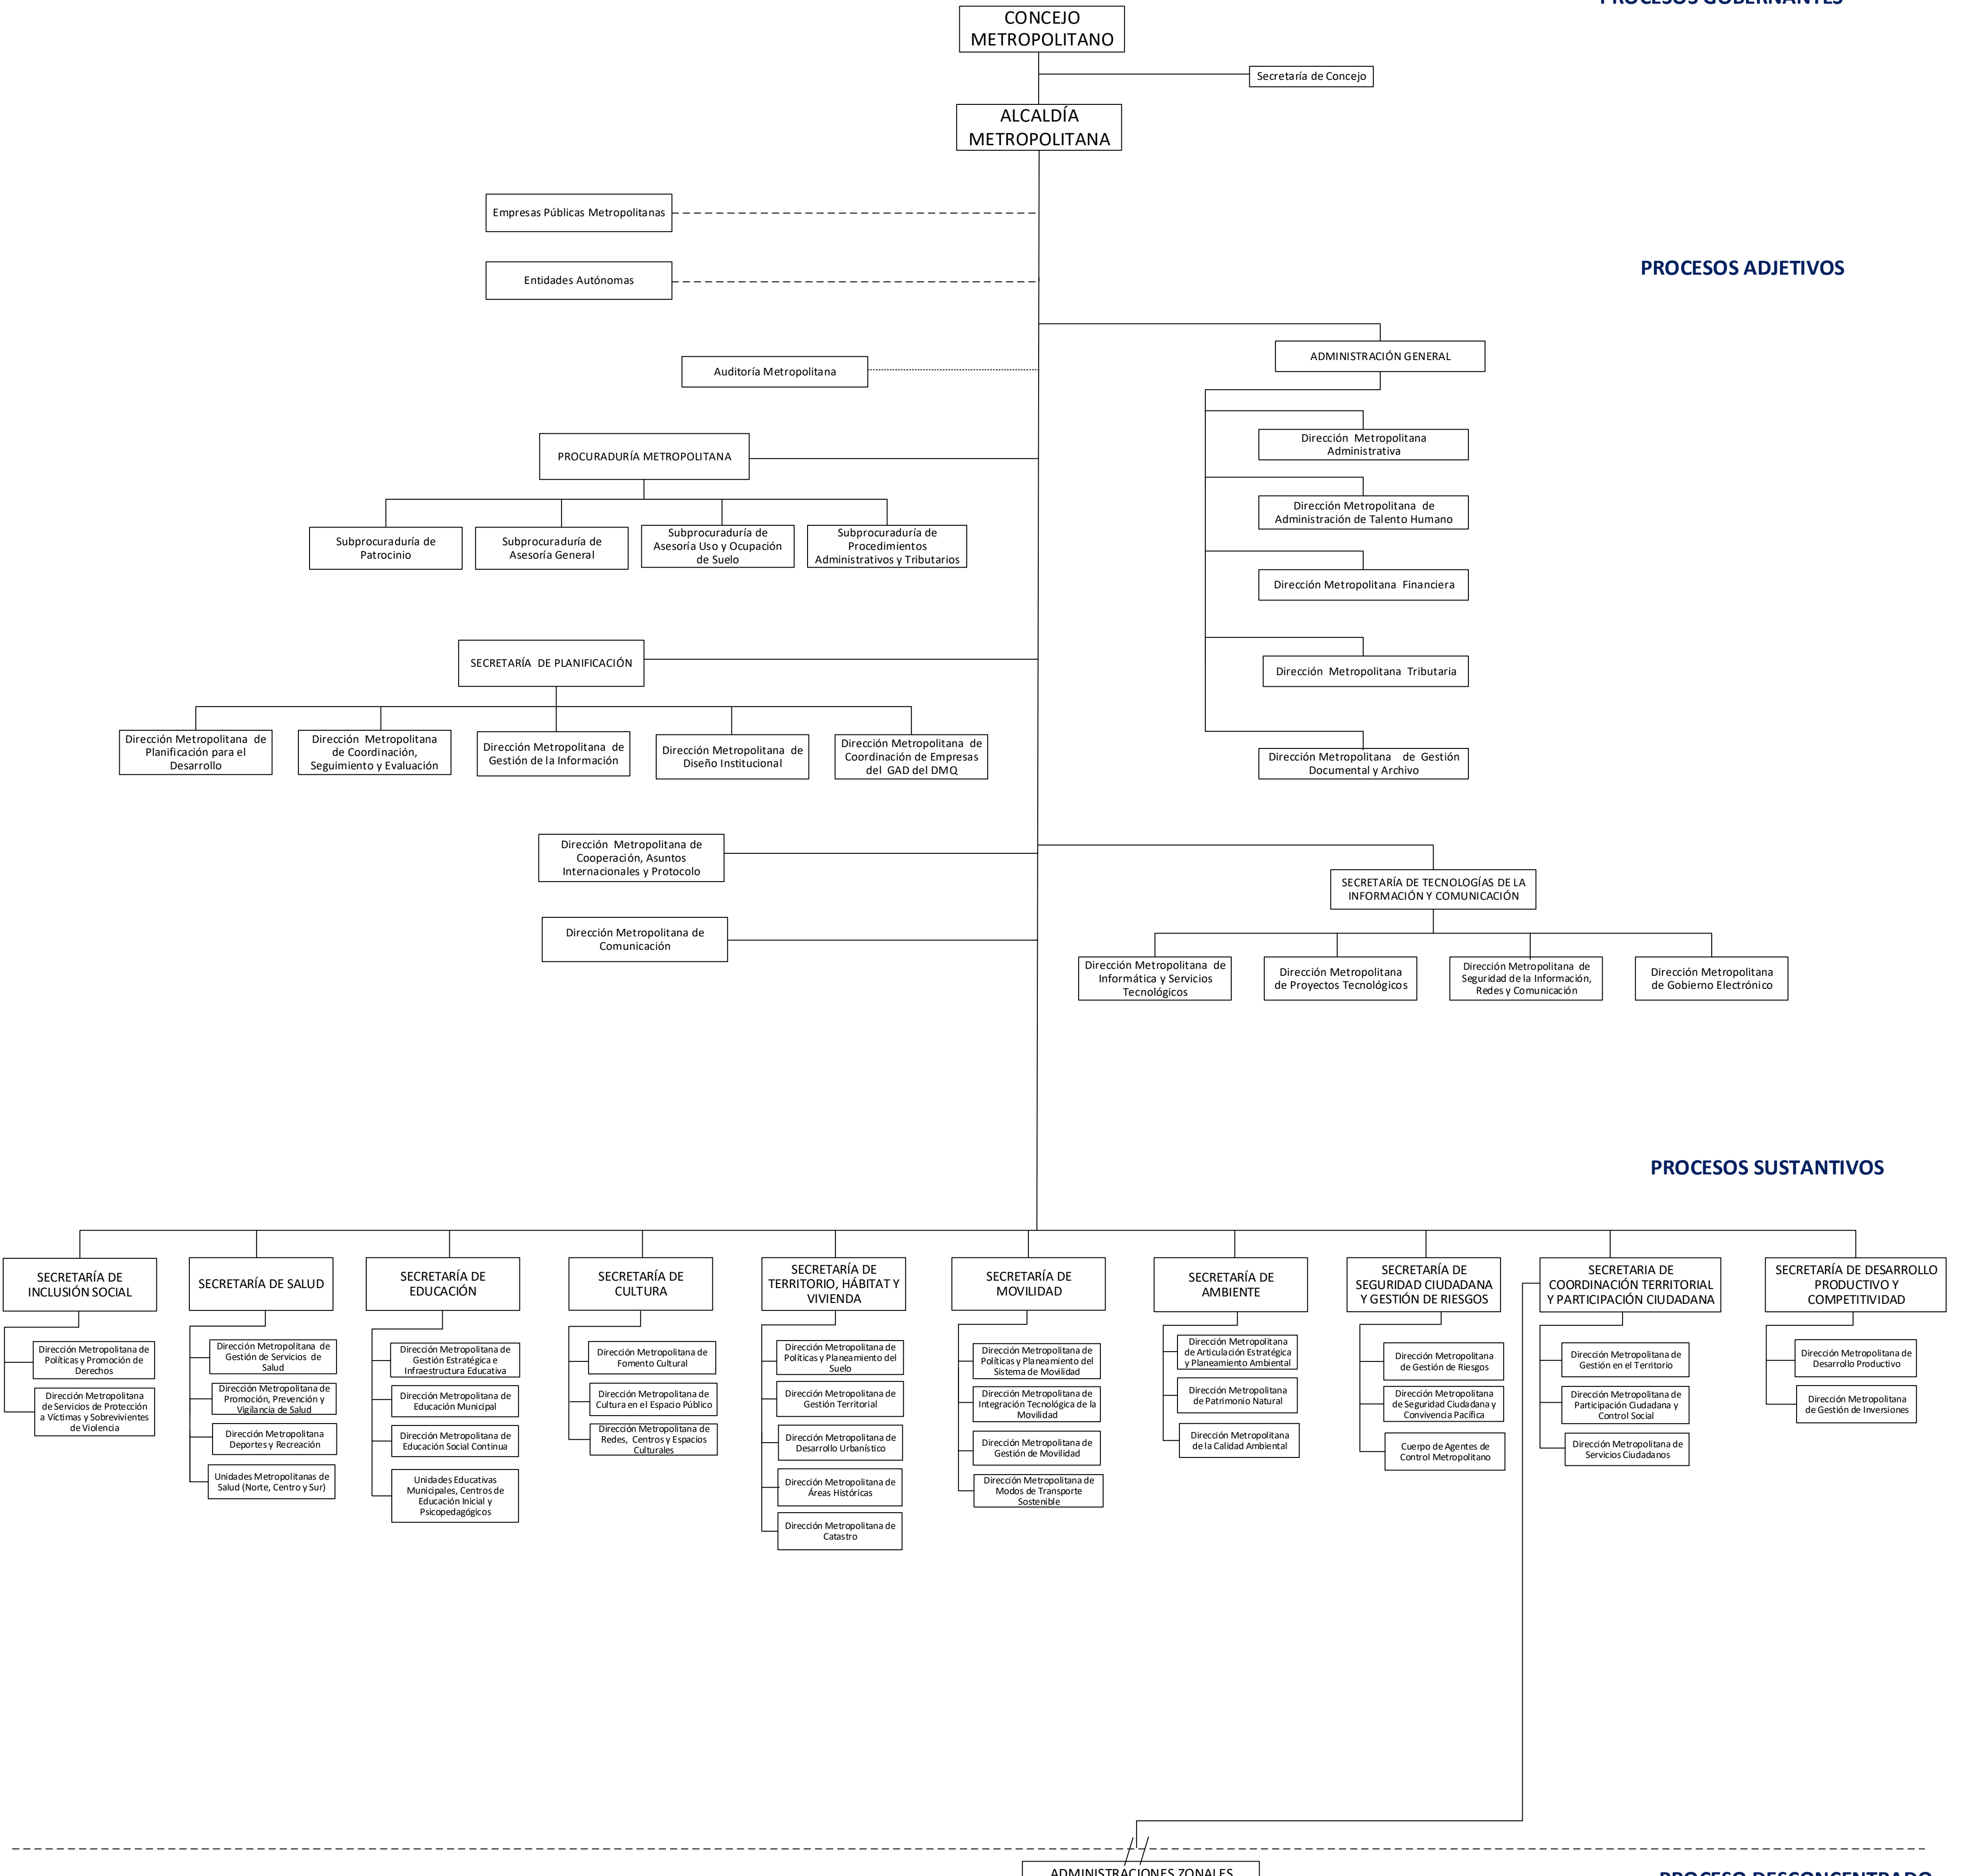 PROCESOS GOBERNANTES
CONCEJO
METROPOLITANO
Secretaría de Concejo
ALCALDÍA
METROPOLITANA
Empresas Públicas Metropolitanas
Entidades Autónomas
PROCESOS ADJETIVOS
ADMINISTRACIÓN GENERAL
Auditoría Metropolitana
Dirección Metropolitana
Administrativa
PROCURADURÍA METROPOLITANA
Dirección Metropolitana de
Administración de Talento Humano
Subprocuraduría de
Patrocinio
Subprocuraduría de
Asesoría General
Subprocuraduría de
Asesoría Uso y Ocupación
de Suelo
Subprocuraduría de
Procedimientos
Administrativos y Tributarios
Dirección Metropolitana Financiera
SECRETARÍA DE PLANIFICACIÓN
Dirección Metropolitana Tributaria
Dirección Metropolitana de
Planificación para el
Desarrollo
Dirección Metropolitana
de Coordinación,
Seguimiento y Evaluación
Dirección Metropolitana de
Gestión de la Información
Dirección Metropolitana de
Diseño Institucional
Dirección Metropolitana de
Coordinación de Empresas
del GAD del DMQ
Dirección Metropolitana de Gestión
Documental y Archivo
Dirección Metropolitana de
Cooperación, Asuntos
Internacionales y Protocolo
SECRETARÍA DE TECNOLOGÍAS DE LA
INFORMACIÓN Y COMUNICACIÓN
Dirección Metropolitana de
Comunicación
Dirección Metropolitana de
Informática y Servicios
Tecnológicos
Dirección Metropolitana
de Proyectos Tecnológicos
Dirección Metropolitana de
Seguridad de la Información,
Redes y Comunicación
Dirección Metropolitana
de Gobierno Electrónico
PROCESOS SUSTANTIVOS
SECRETARÍA DE
INCLUSIÓN SOCIAL
SECRETARÍA DE SALUD
SECRETARÍA DE
EDUCACIÓN
SECRETARÍA DE
CULTURA
SECRETARÍA DE
TERRITORIO, HÁBITAT Y
VIVIENDA
SECRETARÍA DE
MOVILIDAD
SECRETARÍA DE
AMBIENTE
SECRETARÍA DE
SEGURIDAD CIUDADANA
Y GESTIÓN DE RIESGOS
SECRETARIA DE
COORDINACIÓN TERRITORIAL
Y PARTICIPACIÓN CIUDADANA
SECRETARÍA DE DESARROLLO
PRODUCTIVO Y
COMPETITIVIDAD
Dirección Metropolitana de
Políticas y Promoción de
Derechos
Dirección Metropolitana
de Servicios de Protección
a Víctimas y Sobrevivientes
de Violencia
Dirección Metropolitana de
Gestión de Servicios de
Salud
Dirección Metropolitana de
Promoción, Prevención y
Vigilancia de Salud
Dirección Metropolitana
Deportes y Recreación
Unidades Metropolitanas de
Salud (Norte, Centro y Sur)
Dirección Metropolitana de
Gestión Estratégica e
Infraestructura Educativa
Dirección Metropolitana de
Educación Municipal
Dirección Metropolitana de
Educación Social Continua
Unidades Educativas
Municipales, Centros de
Educación Inicial y
Psicopedagógicos
Dirección Metropolitana de
Fomento Cultural
Dirección Metropolitana de
Cultura en el Espacio Público
Dirección Metropolitana de
Redes, Centros y Espacios
Culturales
Dirección Metropolitana de
Políticas y Planeamiento del
Suelo
Dirección Metropolitana de
Gestión Territorial
Dirección Metropolitana de
Desarrollo Urbanístico
Dirección Metropolitana de
Áreas Históricas
Dirección Metropolitana de
Catastro
Dirección Metropolitana de
Políticas y Planeamiento del
Sistema de Movilidad
Dirección Metropolitana de
Integración Tecnológica de la
Movilidad
Dirección Metropolitana de
Gestión de Movilidad
Dirección Metropolitana de
Modos de Transporte
Sostenible
Dirección Metropolitana
de Articulación Estratégica
y Planeamiento Ambiental
Dirección Metropolitana
de Patrimonio Natural
Dirección Metropolitana
de la Calidad Ambiental
Dirección Metropolitana
de Gestión de Riesgos
Dirección Metropolitana
de Seguridad Ciudadana y
Convivencia Pacífica
Cuerpo de Agentes de
Control Metropolitano
Dirección Metropolitana de
Gestión en el Territorio
Dirección Metropolitana de
Participación Ciudadana y
Control Social
Dirección Metropolitana de
Servicios Ciudadanos
Dirección Metropolitana de
Desarrollo Productivo
Dirección Metropolitana
de Gestión de Inversiones
ADMINISTRACIONES ZONALES
PROCESO DESCONCENTRADO